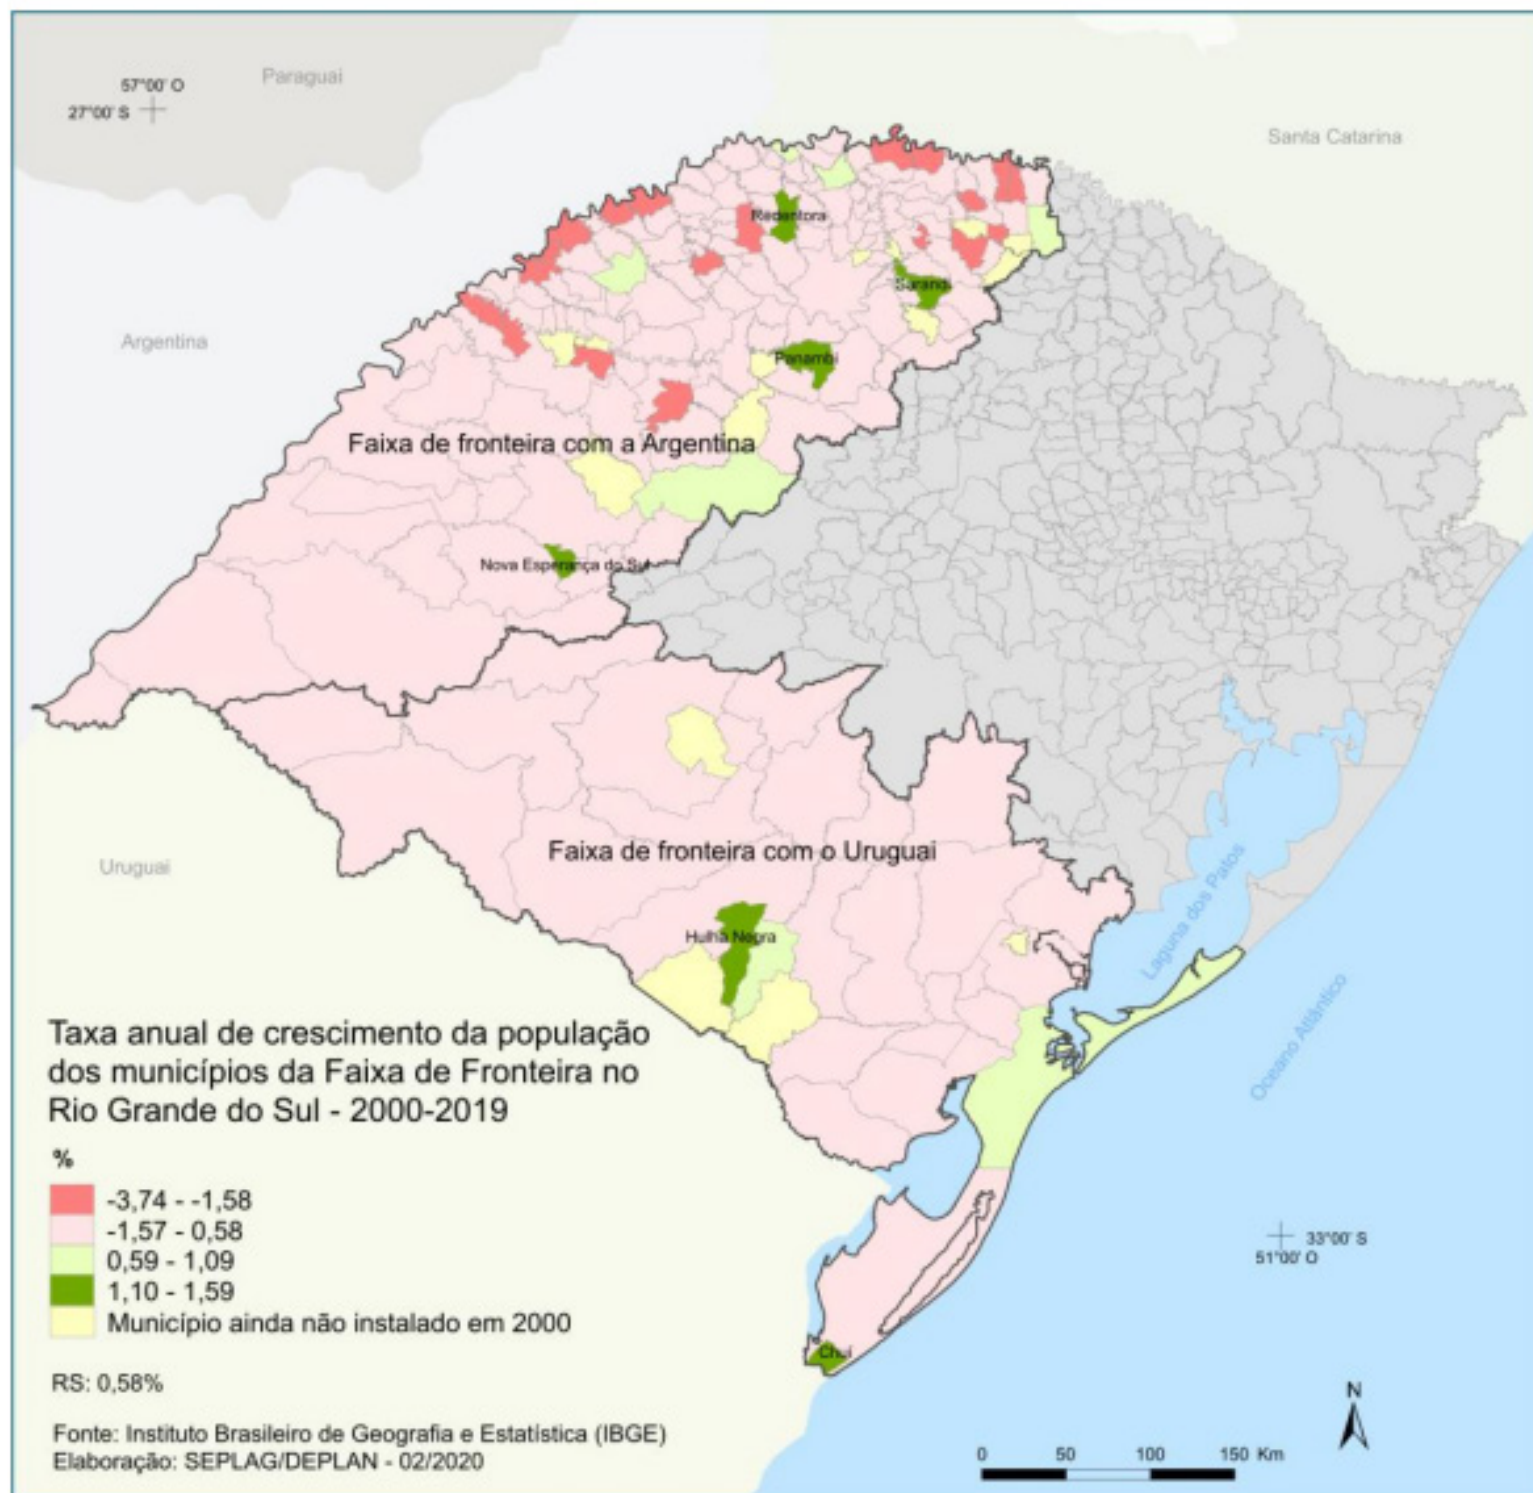 Paraguai
57°00' O
27°00' S
Santa Catarina
Redentora
Sarandi
Argentina
Panambi
Faixa de fronteira com a Argentina
Nova Esperança do Sul
Faixa de fronteira com o Uruguai
Uruguai
Laguna dos Patos
Hulha Negra
Oceano Atlântico
Taxa anual de crescimento da população
dos municípios da Faixa de Fronteira no
Rio Grande do Sul - 2000-2019
%
-3,74 - -1,58
-1,57 - 0,58
0,59 - 1,09
1,10 - 1,59
Município ainda não instalado em 2000
33°00' S
51°00' O
Chuí
RS: 0,58%
N
Fonte: Instituto Brasileiro de Geografia e Estatística (IBGE)
Elaboração: SEPLAG/DEPLAN - 02/2020
0 50 100 150 Km